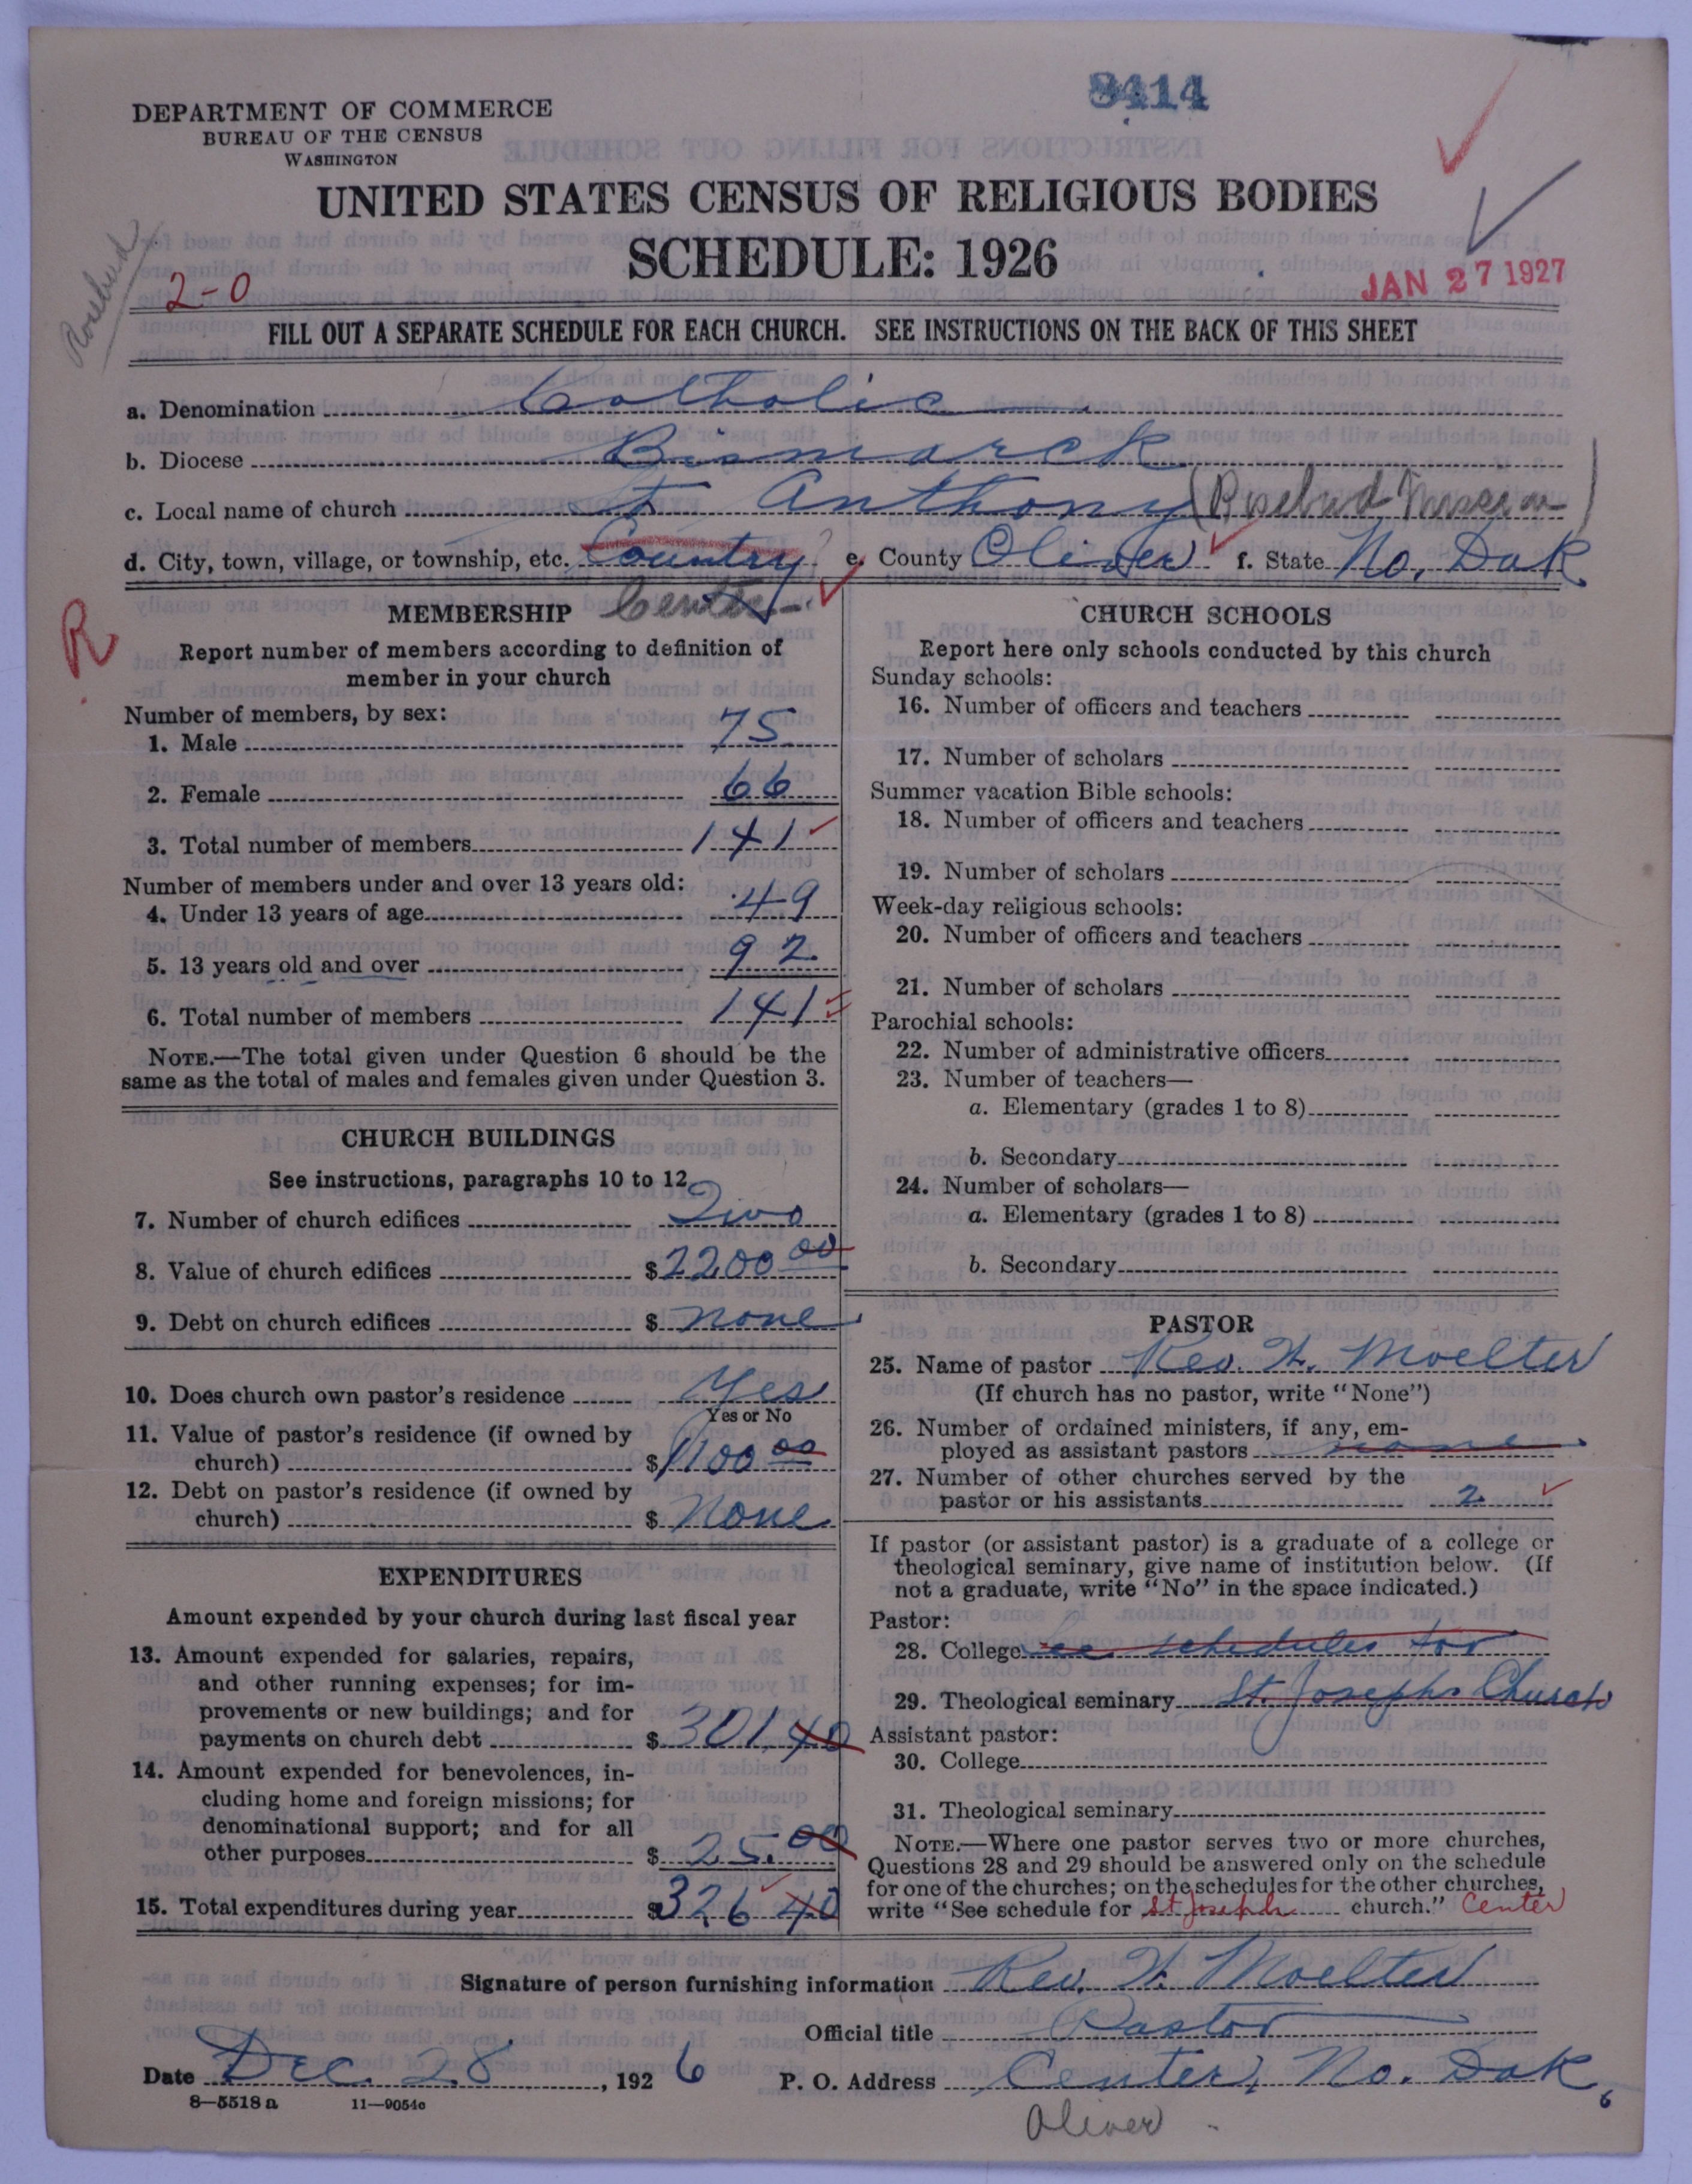 8414
DEPARTMENT OF COMMERCE
BUREAU OF THE CENSUS
WASHINGTON
UNITED STATES CENSUS OF RELIGIOUS BODIES
SCHEDULE: 1926
Rosebud
2-0
JAN 27 1927
FILL OUT A SEPARATE SCHEDULE FOR EACH CHURCH. SEE INSTRUCTIONS ON THE BACK OF THIS SHEET
a. Denomination Catholic
b. Diocese Bismarck
c. Local name of church St Anthony (Rosebud Mission)
d. City, town, village, or township, etc. Country? e. County Oliver f. State No. Dak
Center
R
MEMBERSHIP
Report number of members according to definition of
member in your church
Number of members, by sex:
1. Male 75
2. Female 66
3. Total number of members 141
Number of members under and over 13 years old:
4. Under 13 years of age 49
5. 13 years old and over 92
6. Total number of members 141
NOTE.—The total given under Question 6 should be the
same as the total of males and females given under Question 3.
CHURCH BUILDINGS
See instructions, paragraphs 10 to 12
7. Number of church edifices Two
8. Value of church edifices $2200 00
9. Debt on church edifices $ none
10. Does church own pastor's residence Yes
Yes or No
11. Value of pastor's residence (if owned by
church) $1100 00
12. Debt on pastor's residence (if owned by
church) $ None
EXPENDITURES
Amount expended by your church during last fiscal year
13. Amount expended for salaries, repairs,
and other running expenses; for im-
provements or new buildings; and for
payments on church debt $ 301.40
14. Amount expended for benevolences, in-
cluding home and foreign missions; for
denominational support; and for all
other purposes $ 25.00
15. Total expenditures during year $326 40
CHURCH SCHOOLS
Report here only schools conducted by this church
Sunday schools:
16. Number of officers and teachers
17. Number of scholars
Summer vacation Bible schools:
18. Number of officers and teachers
19. Number of scholars
Week-day religious schools:
20. Number of officers and teachers
21. Number of scholars
Parochial schools:
22. Number of administrative officers
23. Number of teachers—
a. Elementary (grades 1 to 8)
b. Secondary
24. Number of scholars—
a. Elementary (grades 1 to 8)
b. Secondary
PASTOR
25. Name of pastor Rev. H. Moelter
(If church has no pastor, write "None")
26. Number of ordained ministers, if any, em-
ployed as assistant pastors none
27. Number of other churches served by the
pastor or his assistants 2
If pastor (or assistant pastor) is a graduate of a college or
theological seminary, give name of institution below. (If
not a graduate, write "No" in the space indicated.)
Pastor:
28. College See schedules for
29. Theological seminary St. Josephs Church
Assistant pastor:
30. College
31. Theological seminary
NOTE.—Where one pastor serves two or more churches,
Questions 28 and 29 should be answered only on the schedule
for one of the churches; on the schedules for the other churches,
write "See schedule for St Josephs church." Center
Signature of person furnishing information Rev. H. Moelter
Official title Pastor
Date Dec. 28, 1926 P. O. Address Center, No. Dak.
8—5518 a 11—9054c
6
Oliver